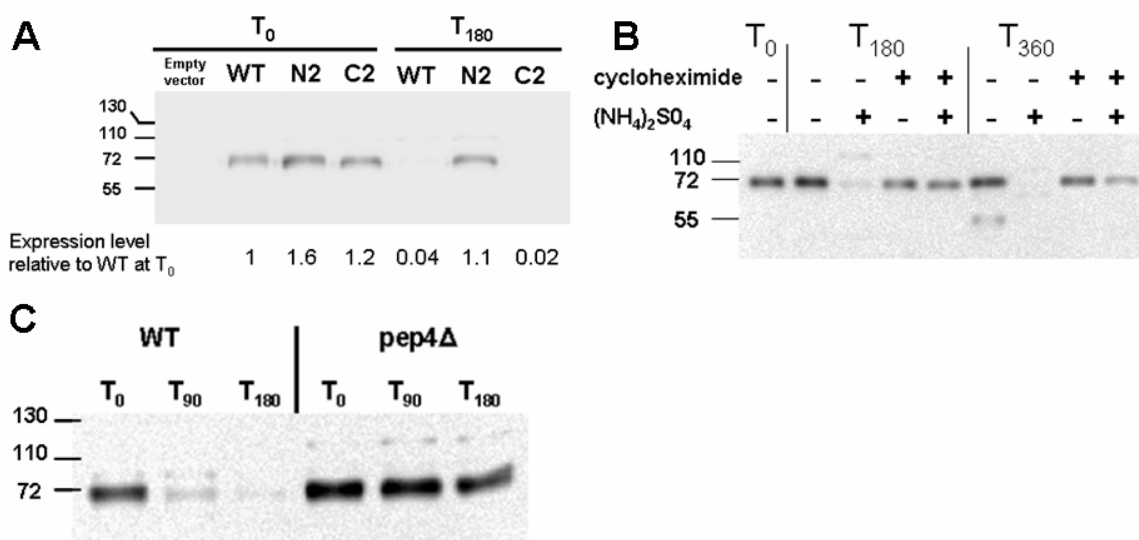 A
T₀ T₁₈₀
Empty vector WT N2 C2 WT N2 C2
130
110
72
55
Expression level
relative to WT at T₀ 1 1.6 1.2 0.04 1.1 0.02
B
T₀ T₁₈₀ T₃₆₀
cycloheximide - - - + + - - + +
(NH₄)₂S0₄ - - + - + - + - +
110
72
55
C
WT pep4Δ
T₀ T₉₀ T₁₈₀ T₀ T₉₀ T₁₈₀
130
110
72